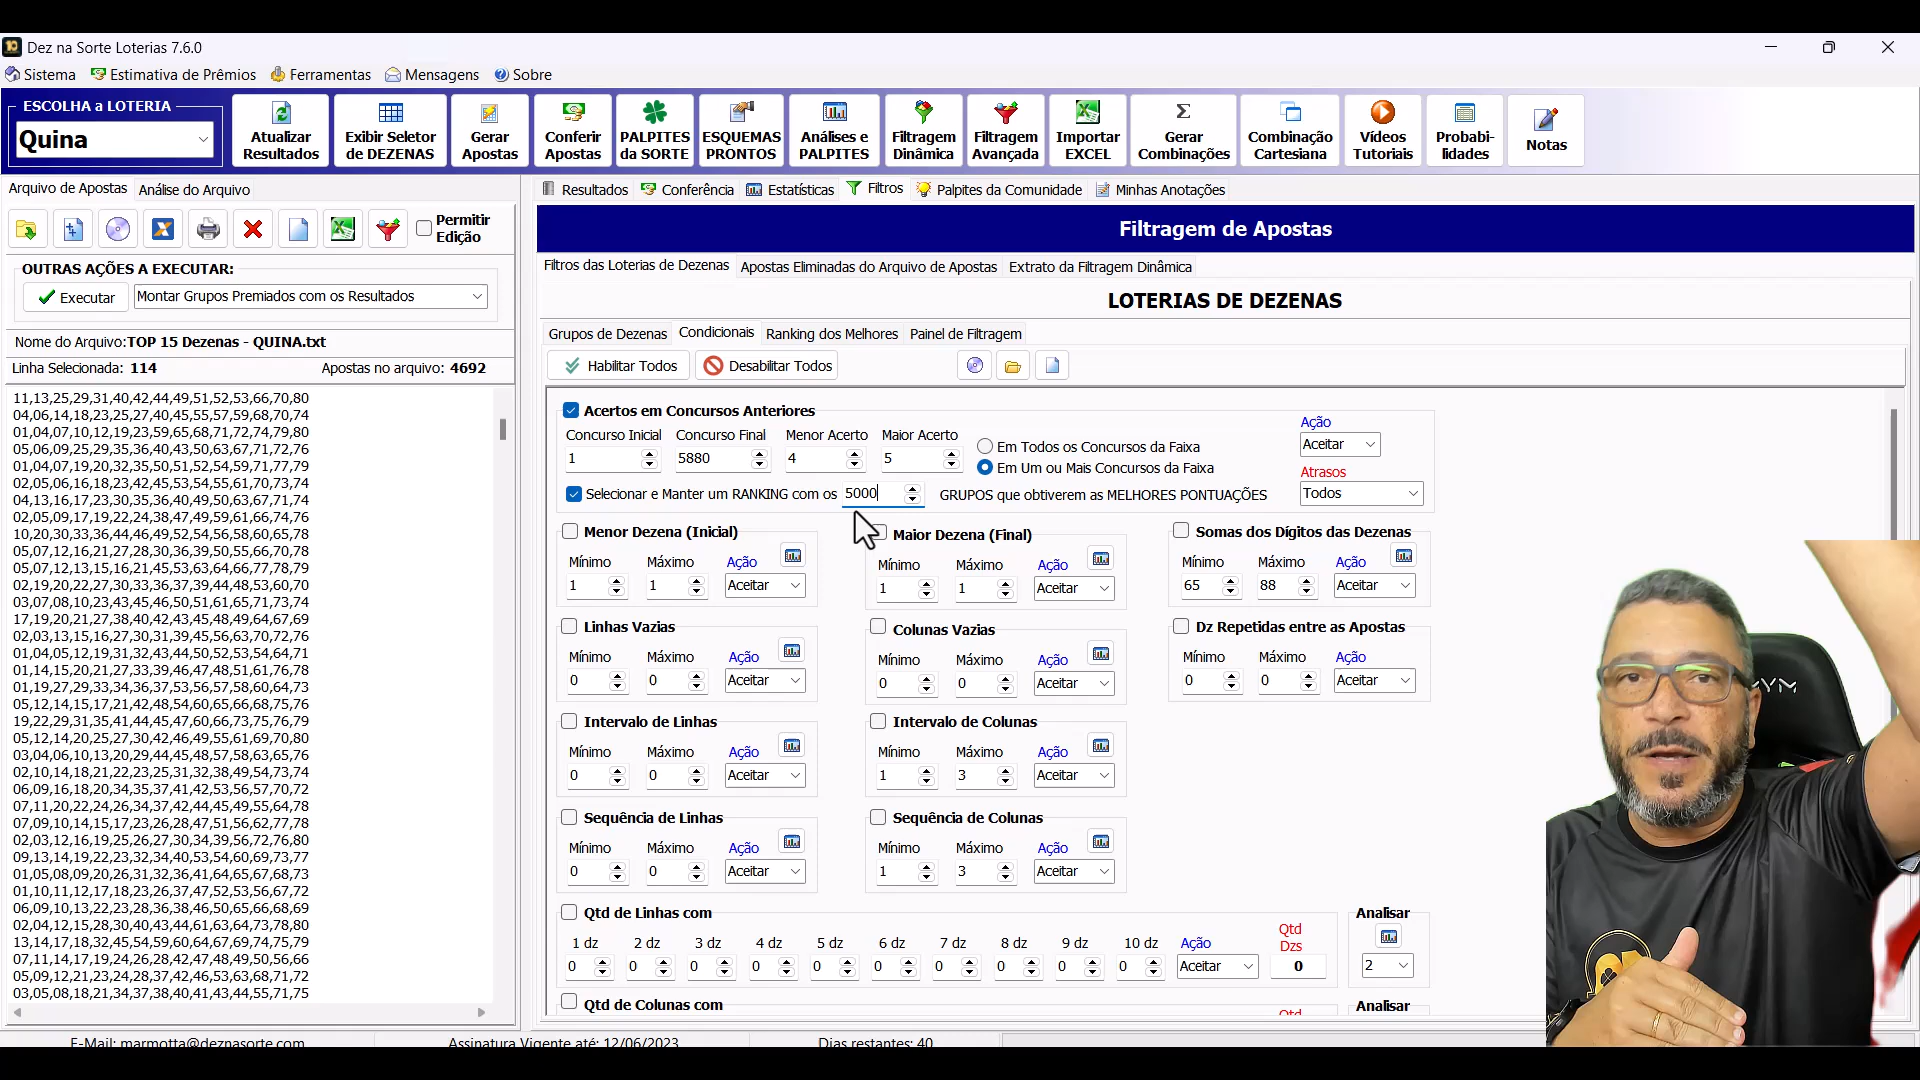 Dez na Sorte Loterias 7.6.0
Sistema Estimativa de Prêmios Ferramentas Mensagens Sobre
ESCOLHA a LOTERIA
Quina
Atualizar Resultados
Exibir Seletor de DEZENAS
Gerar Apostas
Conferir Apostas
PALPITES da SORTE
ESQUEMAS PRONTOS
Análises e PALPITES
Filtragem Dinâmica
Filtragem Avançada
Importar EXCEL
Gerar Combinações
Combinação Cartesiana
Vídeos Tutoriais
Probabi-lidades
Notas
Arquivo de Apostas Análise do Arquivo
Permitir
Edição
OUTRAS AÇÕES A EXECUTAR:
Executar Montar Grupos Premiados com os Resultados
Nome do Arquivo:TOP 15 Dezenas - QUINA.txt
Linha Selecionada: 114 Apostas no arquivo: 4692
11,13,25,29,31,40,42,44,49,51,52,53,66,70,80
04,06,14,18,23,25,27,40,45,55,57,59,68,70,74
01,04,07,10,12,19,23,59,65,68,71,72,74,79,80
05,06,09,25,29,35,36,40,43,50,63,67,71,72,76
01,04,07,19,20,32,35,50,51,52,54,59,71,77,79
02,05,06,16,18,23,42,45,53,54,55,61,70,73,74
04,13,16,17,23,30,35,36,40,49,50,63,67,71,74
02,05,09,17,19,22,24,38,47,49,59,61,66,74,76
10,20,30,33,36,44,46,49,52,54,56,58,60,65,78
05,07,12,16,21,27,28,30,36,39,50,55,66,70,78
05,07,12,13,15,16,21,45,53,63,64,66,77,78,79
02,19,20,22,27,30,33,36,37,39,44,48,53,60,70
03,07,08,10,23,43,45,46,50,51,61,65,71,73,74
17,19,20,21,27,38,40,42,43,45,48,49,64,67,69
02,03,13,15,16,27,30,31,39,45,56,63,70,72,76
01,04,05,12,19,31,32,43,44,50,52,53,54,64,71
01,14,15,20,21,27,33,39,46,47,48,51,61,76,78
01,19,27,29,33,34,36,37,53,56,57,58,60,64,73
05,12,14,15,17,21,42,48,54,60,65,66,68,75,76
19,22,29,31,35,41,44,45,47,60,66,73,75,76,79
05,12,14,20,25,27,30,42,46,49,55,61,69,70,80
03,04,06,10,13,20,29,44,45,48,57,58,63,65,76
02,10,14,18,21,22,23,25,31,32,38,49,54,73,74
06,09,16,18,20,34,35,37,41,42,53,56,57,70,72
07,11,20,22,24,26,34,37,42,44,45,49,55,64,78
07,09,10,14,15,17,23,26,28,47,51,56,62,77,78
02,03,12,16,19,25,26,27,30,34,39,56,72,76,80
09,13,14,19,22,23,32,34,40,53,54,60,69,73,77
01,05,08,09,20,26,31,32,36,41,64,65,67,68,73
01,10,11,12,17,18,23,26,37,47,52,53,56,67,72
06,09,10,13,22,23,28,36,38,46,50,65,66,68,69
02,04,12,15,28,30,40,43,44,61,63,64,73,78,80
13,14,17,18,32,45,54,59,60,64,67,69,74,75,79
07,11,14,17,19,24,26,28,42,47,48,49,50,56,66
05,09,12,21,23,24,28,37,42,46,53,63,68,71,72
03,05,08,18,21,34,37,38,40,41,43,44,55,71,75
Resultados Conferência Estatísticas Filtros Palpites da Comunidade Minhas Anotações
Filtragem de Apostas
Filtros das Loterias de Dezenas Apostas Eliminadas do Arquivo de Apostas Extrato da Filtragem Dinâmica
LOTERIAS DE DEZENAS
Grupos de Dezenas Condicionais Ranking dos Melhores Painel de Filtragem
Habilitar Todos Desabilitar Todos
Acertos em Concursos Anteriores
Concurso Inicial Concurso Final Menor Acerto Maior Acerto
1 5880 4 5
Em Todos os Concursos da Faixa
Em Um ou Mais Concursos da Faixa
Ação
Aceitar
Atrasos
Todos
Selecionar e Manter um RANKING com os 5000 GRUPOS que obtiverem as MELHORES PONTUAÇÕES
Menor Dezena (Inicial)
Mínimo Máximo Ação
1 1 Aceitar
Maior Dezena (Final)
Mínimo Máximo Ação
1 1 Aceitar
Somas dos Dígitos das Dezenas
Mínimo Máximo Ação
65 88 Aceitar
Linhas Vazias
Mínimo Máximo Ação
0 0 Aceitar
Colunas Vazias
Mínimo Máximo Ação
0 0 Aceitar
Dz Repetidas entre as Apostas
Mínimo Máximo Ação
0 0 Aceitar
Intervalo de Linhas
Mínimo Máximo Ação
0 0 Aceitar
Intervalo de Colunas
Mínimo Máximo Ação
1 3 Aceitar
Sequência de Linhas
Mínimo Máximo Ação
0 0 Aceitar
Sequência de Colunas
Mínimo Máximo Ação
1 3 Aceitar
Qtd de Linhas com
1 dz 2 dz 3 dz 4 dz 5 dz 6 dz 7 dz 8 dz 9 dz 10 dz Ação
Qtd
Dzs
0 0 0 0 0 0 0 0 0 0 Aceitar 0
Analisar
2
Qtd de Colunas com
Qtd
Analisar
E-Mail: marmotta@deznasorte.com Assinatura Vigente até: 12/06/2023 Dias restantes: 40